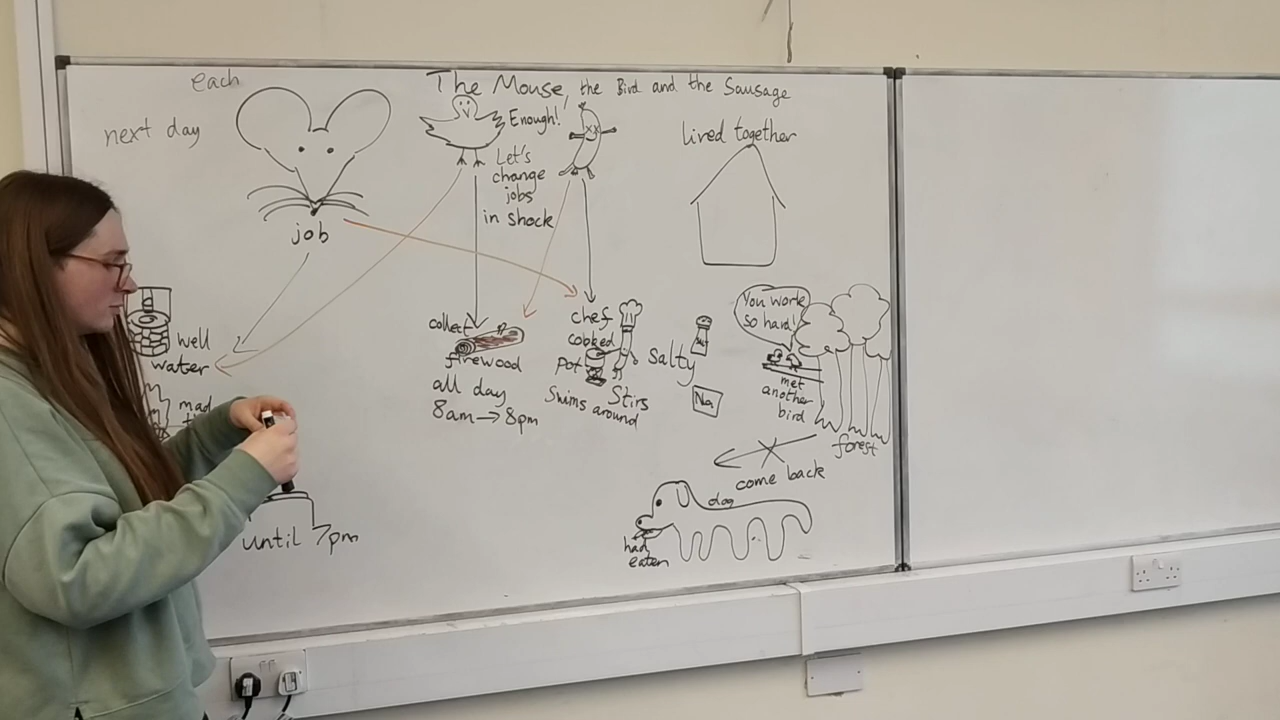 each
The Mouse, the Bird and the Sausage
next day
Enough!
Let's
change
jobs
in shock
lived together
job
You work
so hard!
well
water
mad
collect
firewood
all day
8am → 8pm
chef
cobked
pot
Swims around
Stirs
Salty
Na
met
another
bird
forest
come back
dog
had
eaten
until 7pm